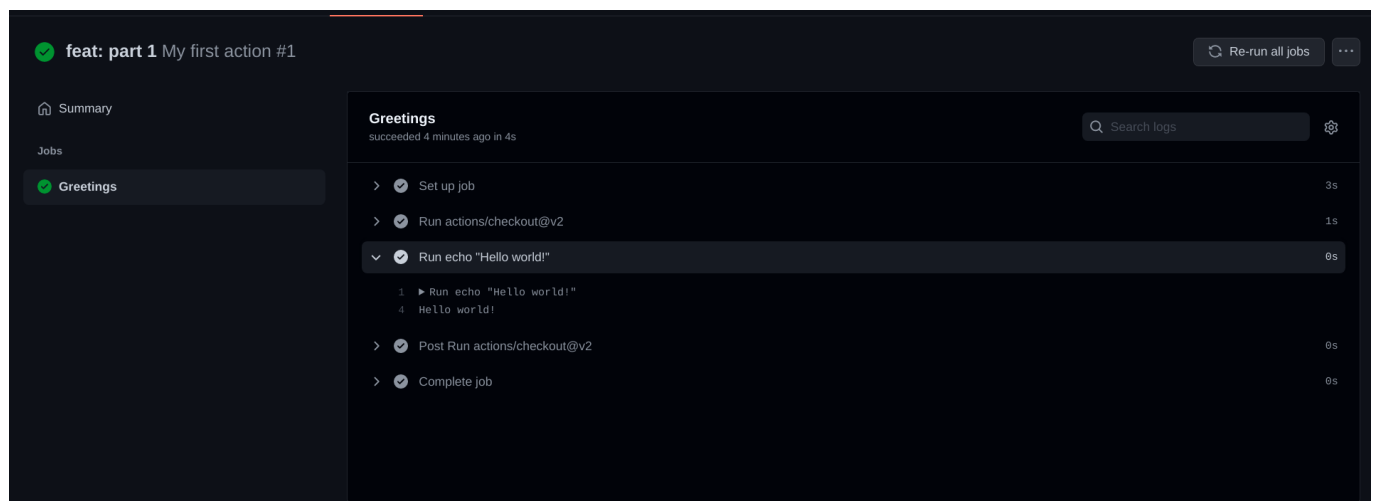 feat: part 1 My first action #1
Re-run all jobs
Summary
Jobs
Greetings
Greetings
succeeded 4 minutes ago in 4s
Search logs
Set up job 3s
Run actions/checkout@v2 1s
Run echo "Hello world!" 0s
1 Run echo "Hello world!"
4 Hello world!
Post Run actions/checkout@v2 0s
Complete job 0s